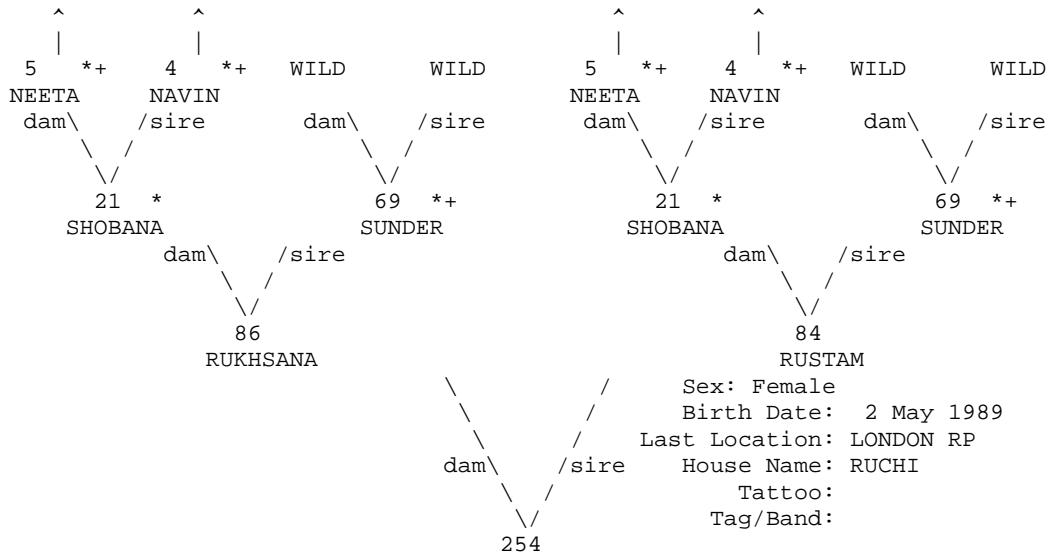 ^ ^ ^ ^
| | | |
5 *+ 4 *+ WILD WILD 5 *+ 4 *+ WILD WILD
NEETA NAVIN NEETA NAVIN
dam\ /sire dam\ /sire dam\ /sire dam\ /sire
\ / \ / \ / \ /
\/ \/ \/ \/
21 * 69 *+ 21 * 69 *+
SHOBANA SUNDER SHOBANA SUNDER
dam\ /sire dam\ /sire
\ / \ /
\/ \/
86 84
RUKHSANA RUSTAM
\ / Sex: Female
\ / Birth Date: 2 May 1989
\ / Last Location: LONDON RP
dam\ /sire House Name: RUCHI
\ / Tattoo:
\/ Tag/Band:
254